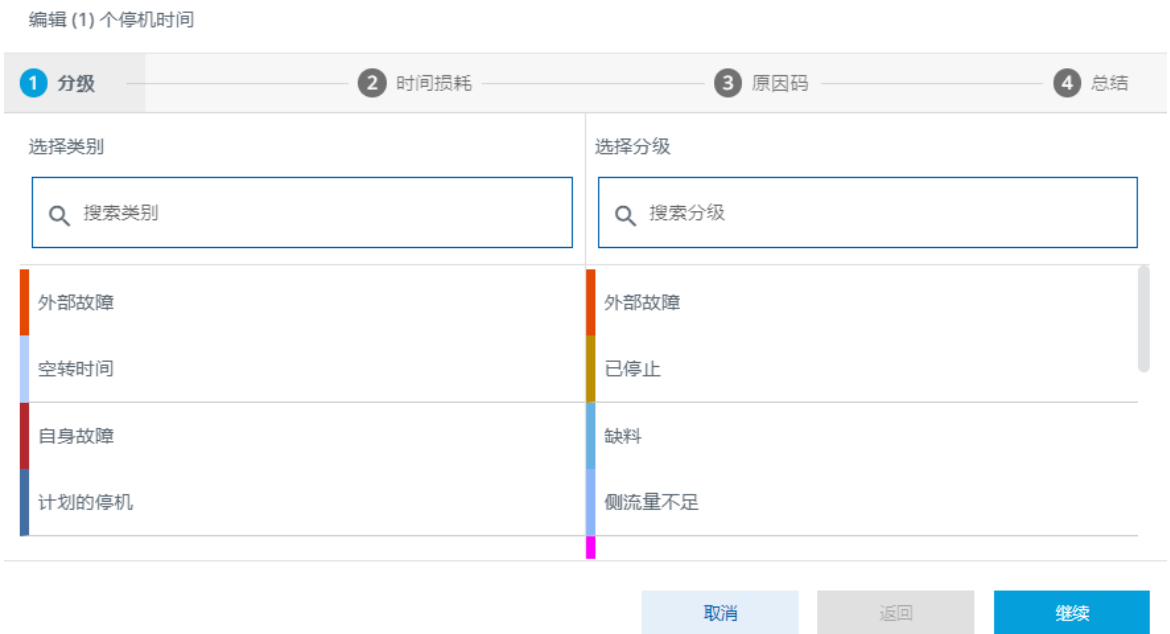 编辑 (1) 个停机时间
1 分级 2 时间损耗 3 原因码 4 总结
选择类别 选择分级
搜索类别 搜索分级
外部故障 外部故障
空转时间 已停止
自身故障 缺料
计划的停机 侧流量不足
取消 返回 继续